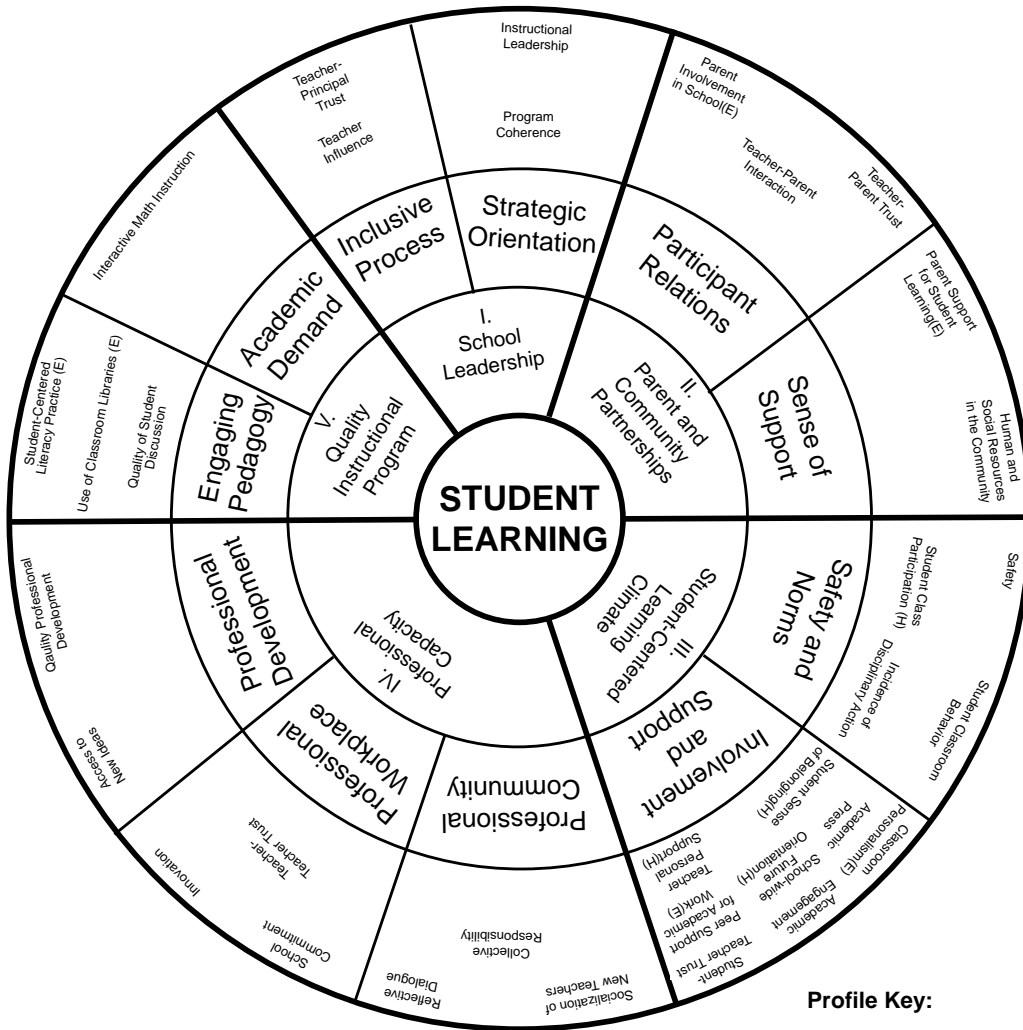 STUDENT
LEARNING
I.
School
Leadership
Inclusive
Process
Teacher-
Principal
Trust
Teacher
Influence
Strategic
Orientation
Instructional
Leadership
Program
Coherence
II.
Parent and
Community
Partnerships
Participant
Relations
Parent
Involvement
in School(E)
Teacher-Parent
Interaction
Teacher-
Parent Trust
Sense of
Support
Parent Support
for Student
Learning(E)
Human and
Social Resources
in the Community
III.
Student-Centered
Learning
Climate
Safety and
Norms
Safety
Student Class
Participation (H)
Incidence of
Disciplinary Action
Student Classroom
Behavior
Involvement
and
Support
Student Sense
of Belonging(H)
Classroom
Personalism(E)
Academic
Press
School-wide
Future
Orientation(H)
Academic
Engagement
Teacher
Personal
Support(H)
Peer Support
for Academic
Work(E)
Student-
Teacher Trust
IV.
Professional
Capacity
Professional
Community
Collective
Responsibility
Socialization of
New Teachers
Reflective
Dialogue
Professional
Workplace
Teacher-
Teacher Trust
School
Commitment
Innovation
Professional
Development
Qaulity Professional
Development
Access to
New Ideas
V.
Quality
Instructional
Program
Engaging
Pedagogy
Student-Centered
Literacy Practice (E)
Use of Classroom Libraries (E)
Quality of Student
Discussion
Academic
Demand
Interactive Math Instruction
Profile Key: